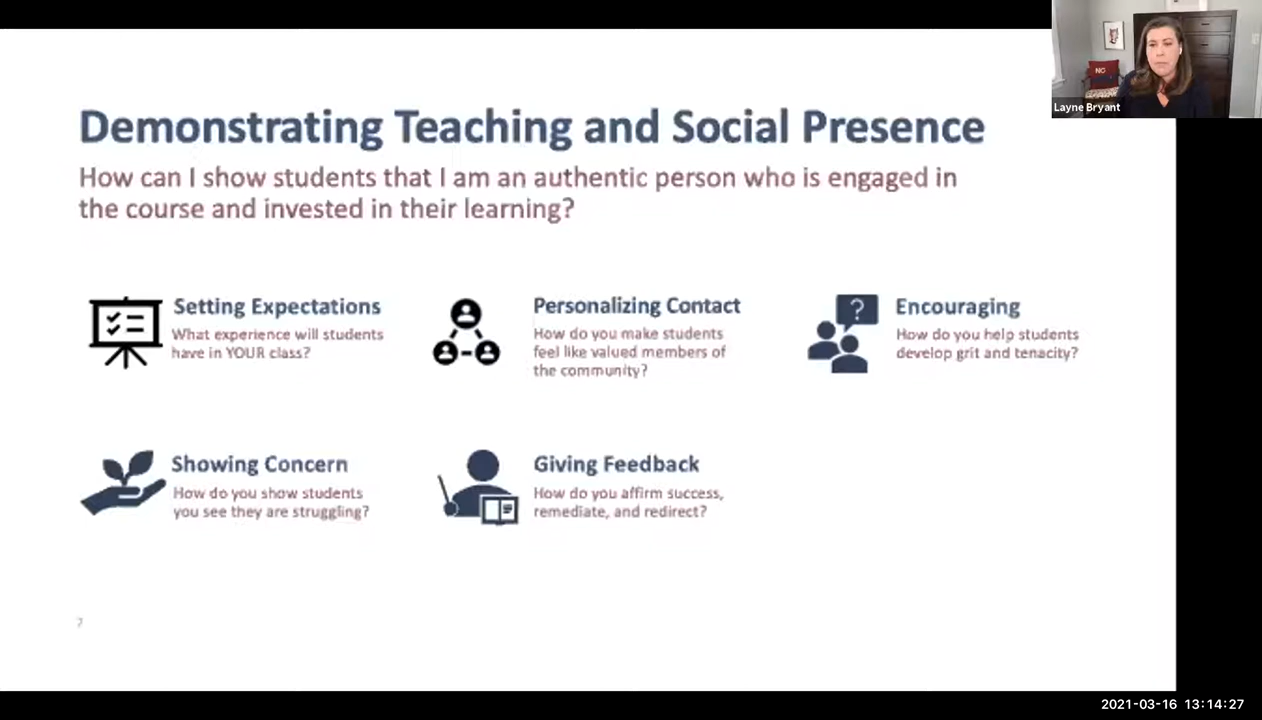 Demonstrating Teaching and Social Presence
How can I show students that I am an authentic person who is engaged in
the course and invested in their learning?
Setting Expectations
What experience will students
have in YOUR class?
Personalizing Contact
How do you make students
feel like valued members of
the community?
Encouraging
How do you help students
develop grit and tenacity?
Showing Concern
How do you show students
you see they are struggling?
Giving Feedback
How do you affirm success,
remediate, and redirect?
7
NO
Layne Bryant
2021-03-16 13:14:27